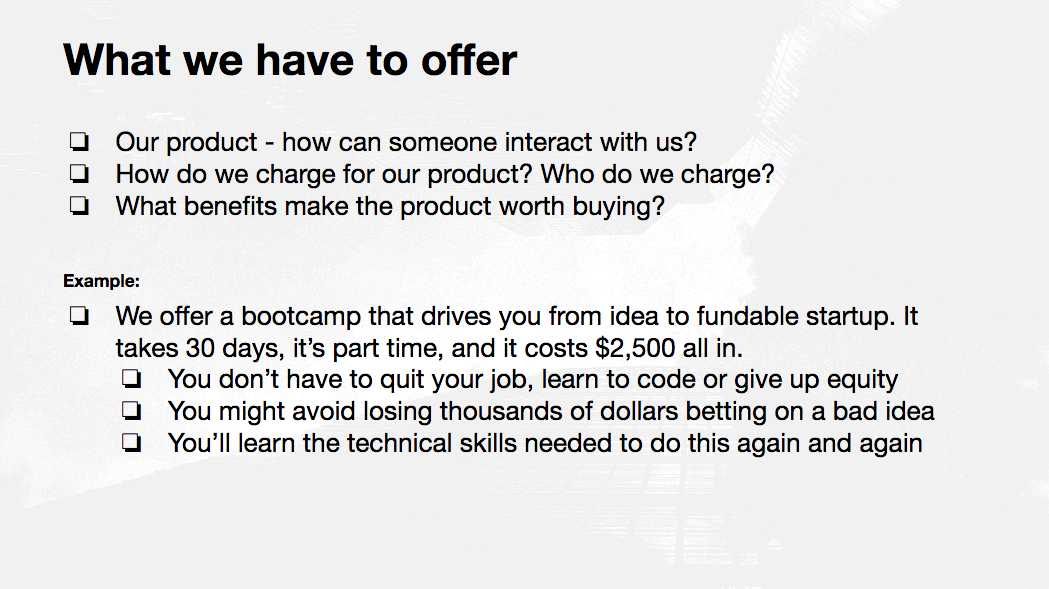 What we have to offer
❏ Our product - how can someone interact with us?
❏ How do we charge for our product? Who do we charge?
❏ What benefits make the product worth buying?
Example:
❏ We offer a bootcamp that drives you from idea to fundable startup. It
takes 30 days, it’s part time, and it costs $2,500 all in.
❏ You don’t have to quit your job, learn to code or give up equity
❏ You might avoid losing thousands of dollars betting on a bad idea
❏ You’ll learn the technical skills needed to do this again and again